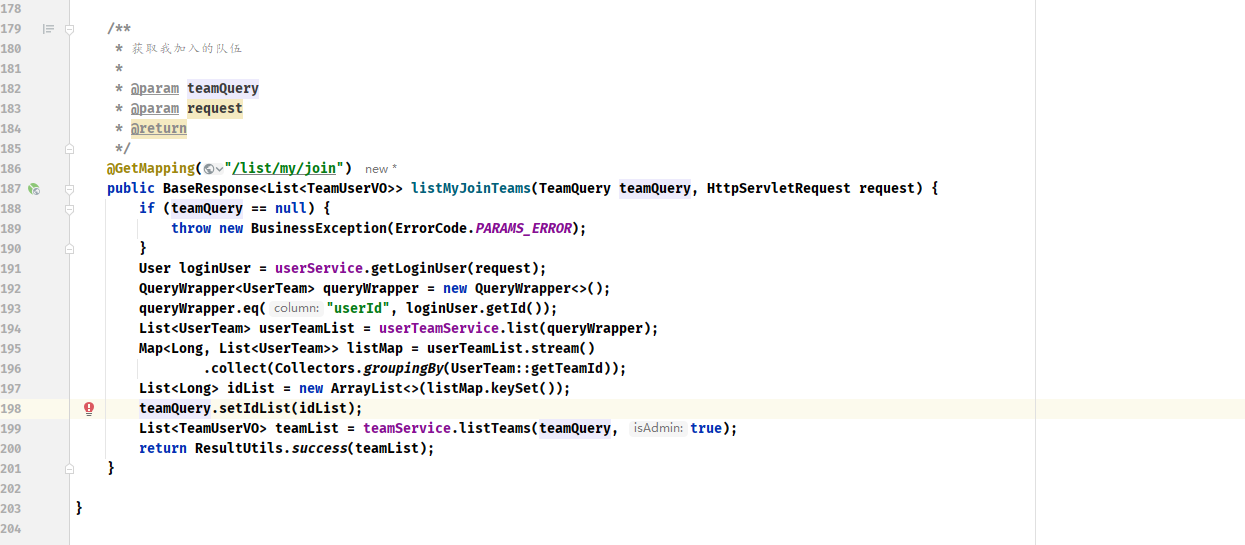 178
179 /**
180 * 获取我加入的队伍
181 *
182 * @param teamQuery
183 * @param request
184 * @return
185 */
186 @GetMapping("/list/my/join") new *
187 public BaseResponse<List<TeamUserVO>> listMyJoinTeams(TeamQuery teamQuery, HttpServletRequest request) {
188 if (teamQuery == null) {
189 throw new BusinessException(ErrorCode.PARAMS_ERROR);
190 }
191 User loginUser = userService.getLoginUser(request);
192 QueryWrapper<UserTeam> queryWrapper = new QueryWrapper<>();
193 queryWrapper.eq( column: "userId", loginUser.getId());
194 List<UserTeam> userTeamList = userTeamService.list(queryWrapper);
195 Map<Long, List<UserTeam>> listMap = userTeamList.stream()
196 .collect(Collectors.groupingBy(UserTeam::getTeamId));
197 List<Long> idList = new ArrayList<>(listMap.keySet());
198 teamQuery.setIdList(idList);
199 List<TeamUserVO> teamList = teamService.listTeams(teamQuery, isAdmin: true);
200 return ResultUtils.success(teamList);
201 }
202
203 }
204